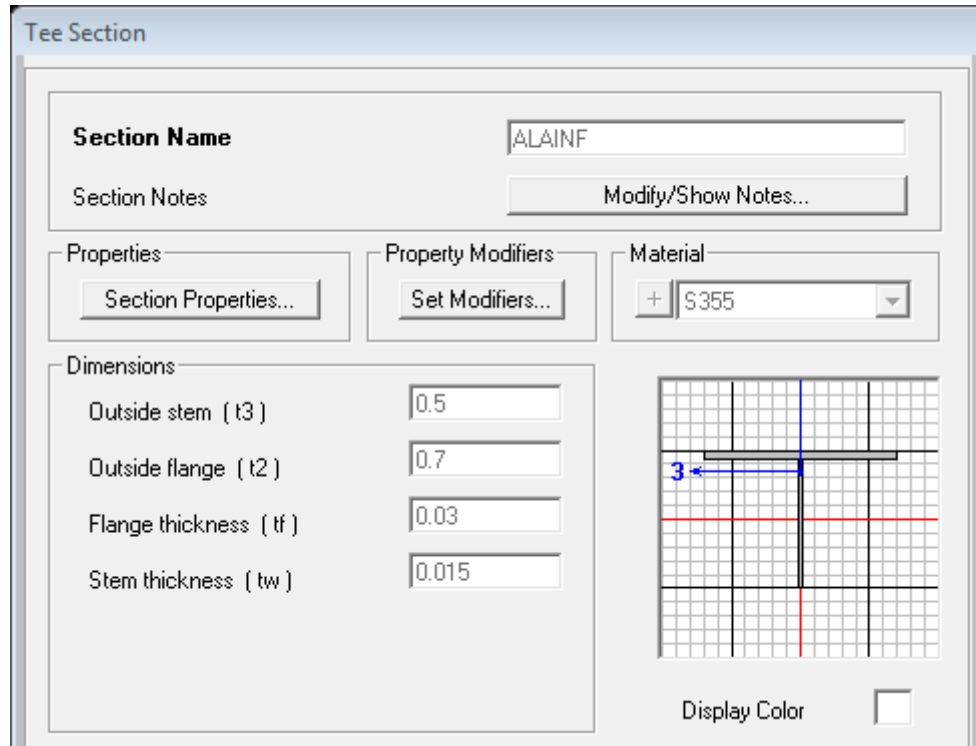 Tee Section
Section Name ALAINF
Section Notes Modify/Show Notes...
Properties Property Modifiers Material
Section Properties... Set Modifiers... + S355
Dimensions
Outside stem ( t3 ) 0.5
Outside flange ( t2 ) 0.7
3
Flange thickness ( tf ) 0.03
Stem thickness ( tw ) 0.015
Display Color